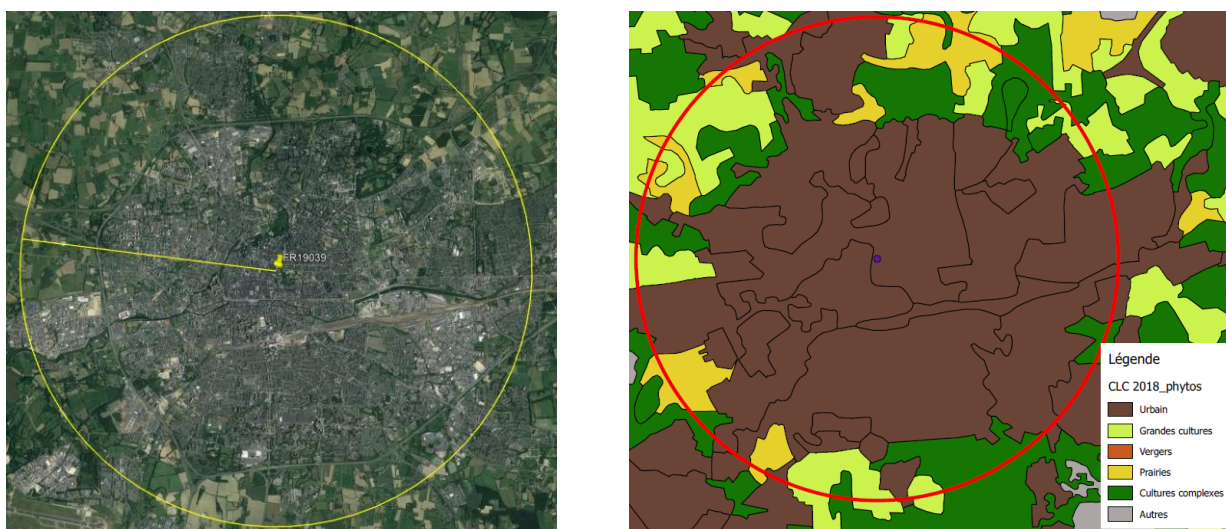 FR19039
Légende
CLC 2018_phytos
Urbain
Grandes cultures
Vergers
Prairies
Cultures complexes
Autres